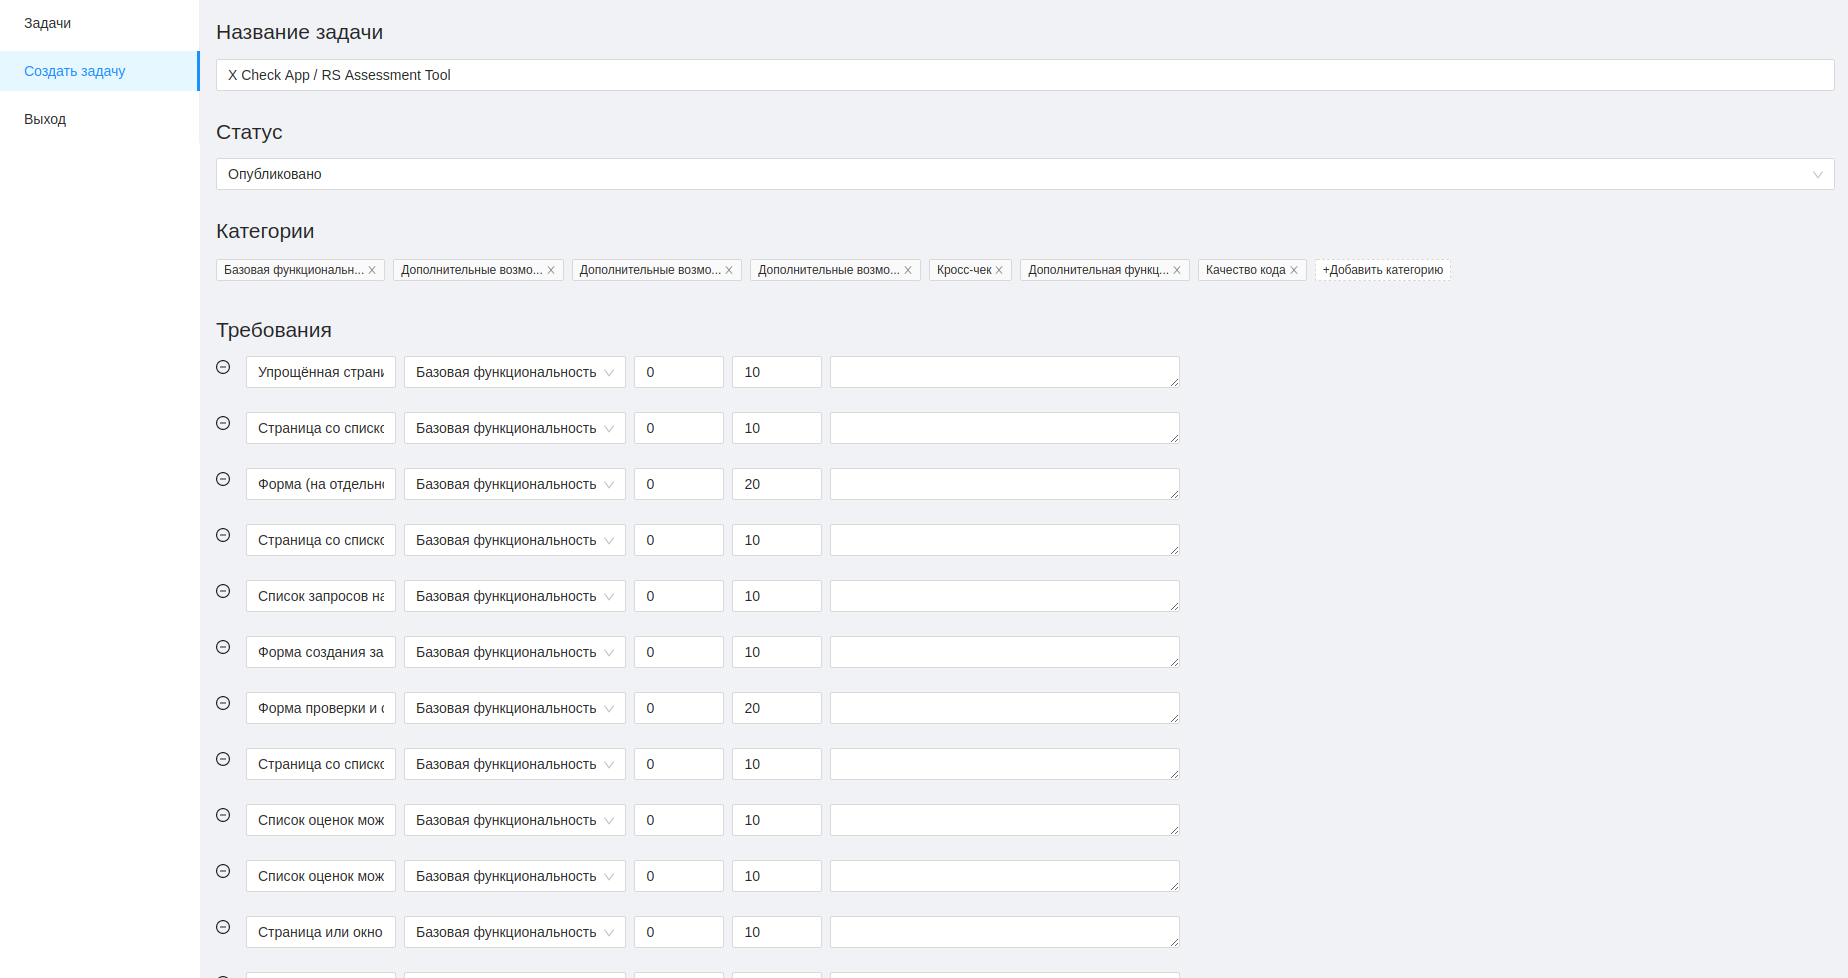 Задачи
Создать задачу
Выход
Название задачи
X Check App / RS Assessment Tool
Статус
Опубликовано
Категории
Базовая функциональн... Дополнительные возмо... Дополнительные возмо... Дополнительные возмо... Кросс-чек Дополнительная функц... Качество кода +Добавить категорию
Требования
Упрощённая страни Базовая функциональность 0 10
Страница со списко Базовая функциональность 0 10
Форма (на отдельно Базовая функциональность 0 20
Страница со списко Базовая функциональность 0 10
Список запросов на Базовая функциональность 0 10
Форма создания за Базовая функциональность 0 10
Форма проверки и о Базовая функциональность 0 20
Страница со списко Базовая функциональность 0 10
Список оценок мож Базовая функциональность 0 10
Список оценок мож Базовая функциональность 0 10
Страница или окно Базовая функциональность 0 10